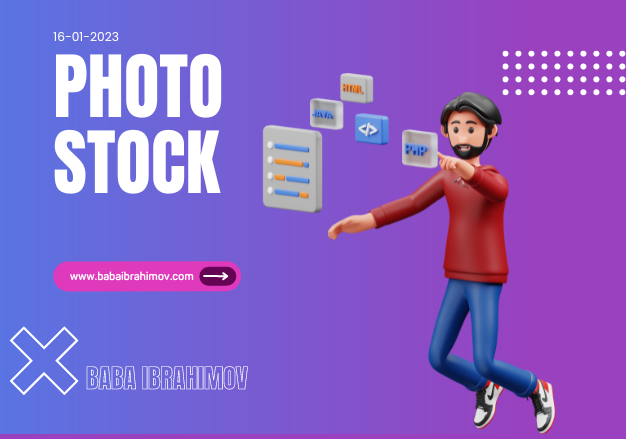 16-01-2023
PHOTO
STOCK
HTML
JAVA
</>
PHP
www.babaibrahimov.com
BABA IBRAHIMOV